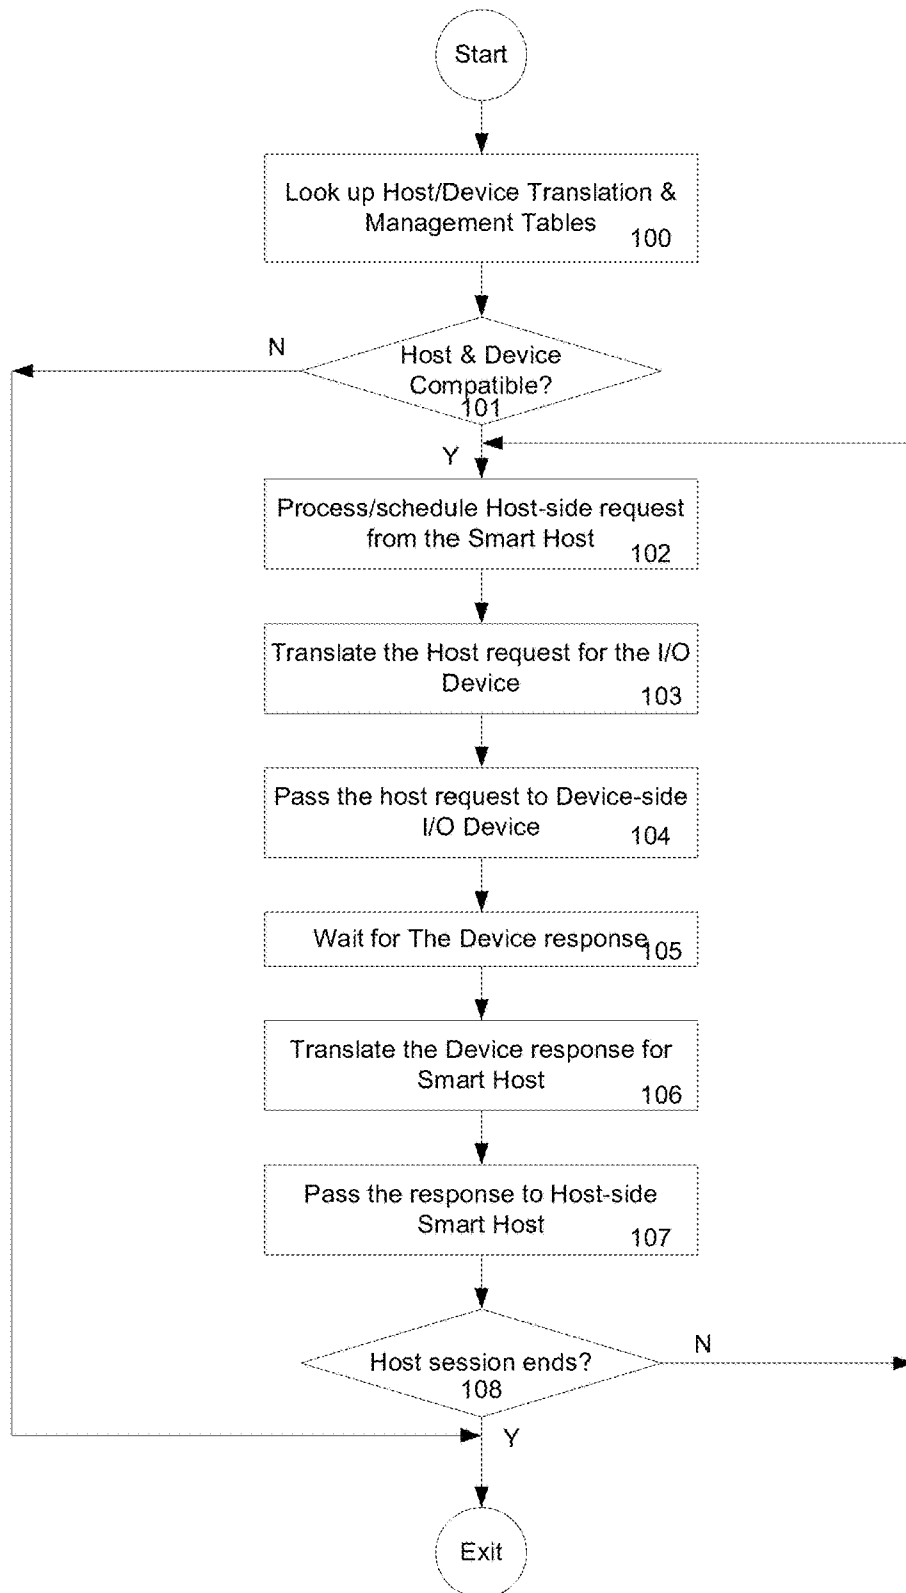 Start
Look up Host/Device Translation &
Management Tables
100
N
Host & Device
Compatible?
101
Y
Process/schedule Host-side request
from the Smart Host
102
Translate the Host request for the I/O
Device
103
Pass the host request to Device-side
I/O Device
104
Wait for The Device response
105
Translate the Device response for
Smart Host
106
Pass the response to Host-side
Smart Host
107
N
Host session ends?
108
Y
Exit